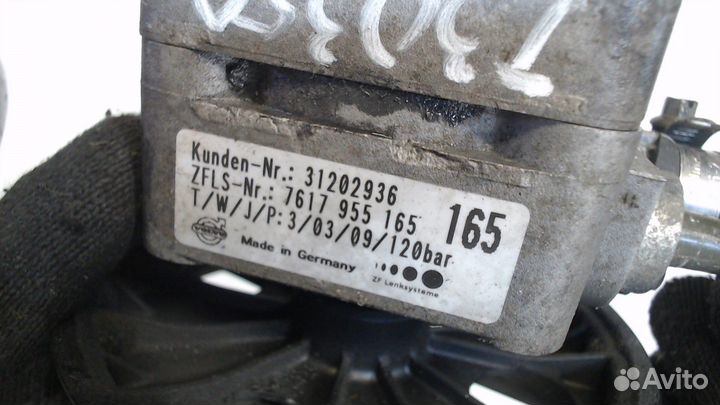 Kunden-Nr.: 31202936
ZFLS-Nr.: 7617 955 165
T/W/J/P:3/03/09/120bar
165
VOLVO
Made in Germany
ZF Lenksysteme
Avito